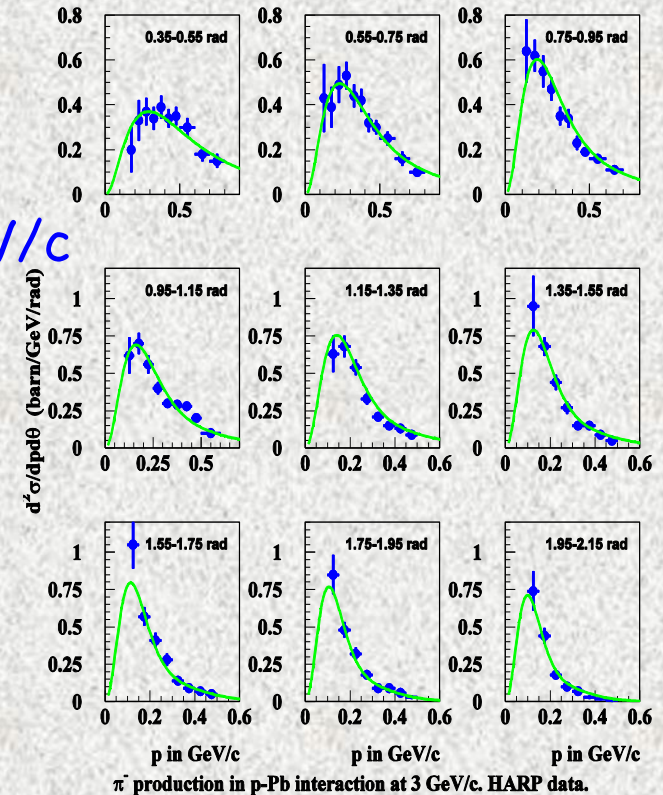 0.8 0.8 0.8
0.35-0.55 rad 0.55-0.75 rad 0.75-0.95 rad
0.6 0.6 0.6
0.4 0.4 0.4
0.2 0.2 0.2
0 0 0
0 0.5 0 0.5 0 0.5
//c
0.95-1.15 rad 1.15-1.35 rad 1.35-1.55 rad
1 1 1
0.75 0.75 0.75
0.5 0.5 0.5
0.25 0.25 0.25
0 0 0
0 0.25 0.5 0 0.2 0.4 0.6 0 0.2 0.4 0.6
d²σ/dpdθ (barn/GeV/rad)
1.55-1.75 rad 1.75-1.95 rad 1.95-2.15 rad
1 1 1
0.75 0.75 0.75
0.5 0.5 0.5
0.25 0.25 0.25
0 0 0
0 0.2 0.4 0.6 0 0.2 0.4 0.6 0 0.2 0.4 0.6
p in GeV/c p in GeV/c p in GeV/c
π⁻ production in p-Pb interaction at 3 GeV/c. HARP data.